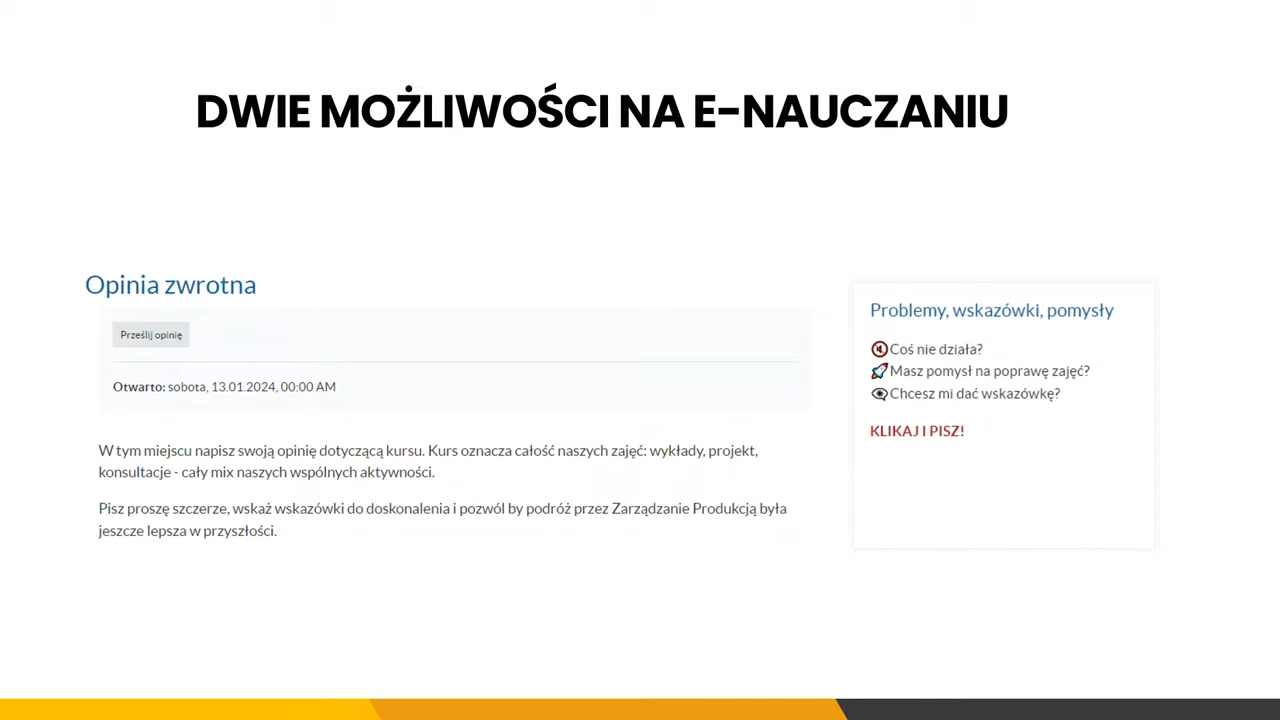 DWIE MOŻLIWOŚCI NA E-NAUCZANIU
Opinia zwrotna
Prześlij opinię
Otwarto: sobota, 13.01.2024, 00:00 AM
W tym miejscu napisz swoją opinię dotyczącą kursu. Kurs oznacza całość naszych zajęć: wykłady, projekt,
konsultacje - cały mix naszych wspólnych aktywności.
Pisz proszę szczerze, wskaż wskazówki do doskonalenia i pozwól by podróż przez Zarządzanie Produkcją była
jeszcze lepsza w przyszłości.
Problemy, wskazówki, pomysły
Coś nie działa?
Masz pomysł na poprawę zajęć?
Chcesz mi dać wskazówkę?
KLIKAJ I PISZ!